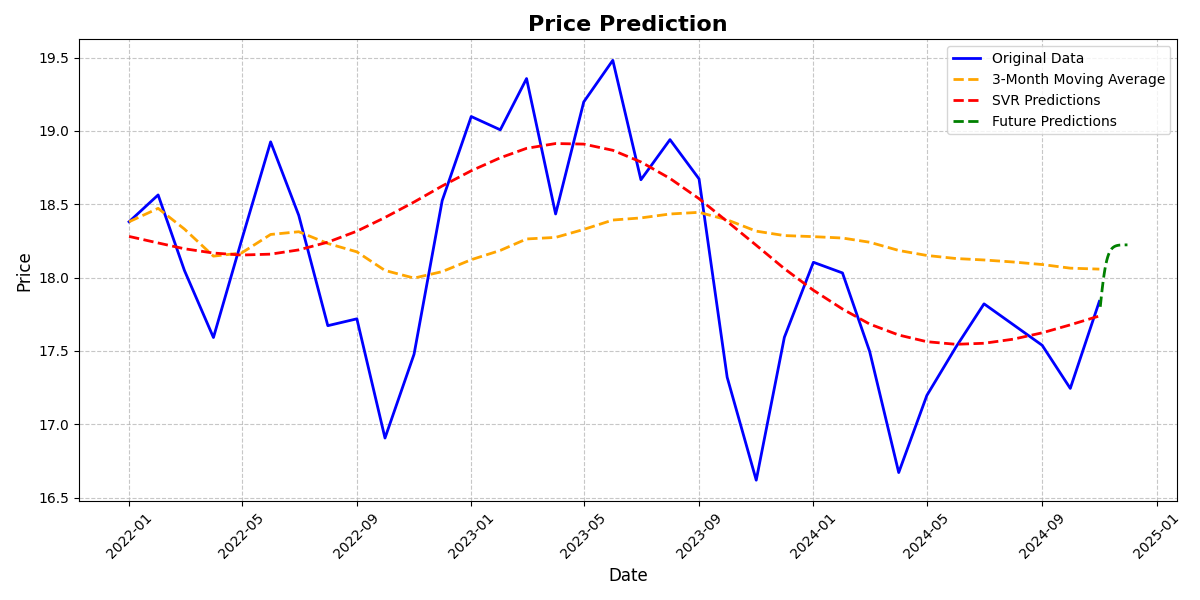 Price Prediction
Original Data
3-Month Moving Average
SVR Predictions
Future Predictions
Price
19.5
19.0
18.5
18.0
17.5
17.0
16.5
2022-01
2022-05
2022-09
2023-01
2023-05
2023-09
2024-01
2024-05
2024-09
2025-01
Date